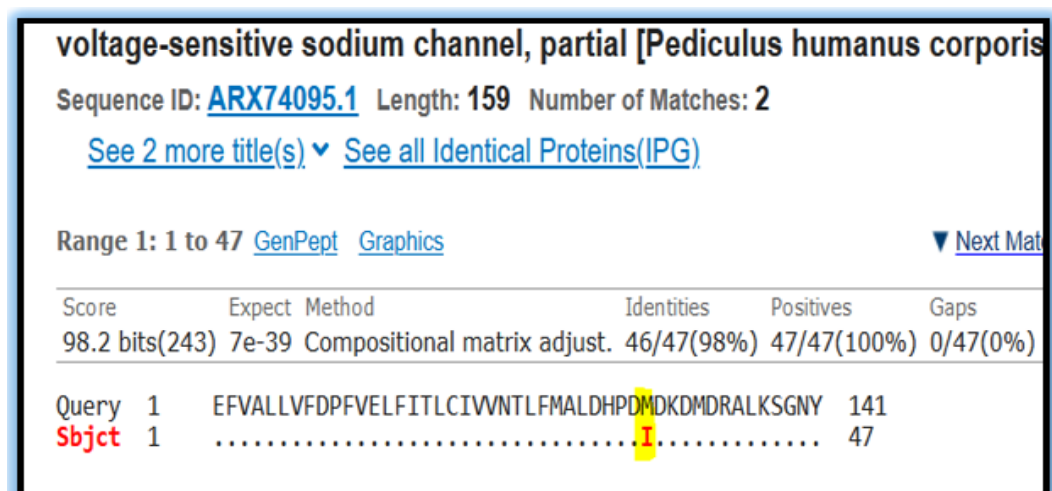 voltage-sensitive sodium channel, partial [Pediculus humanus corporis
Sequence ID: ARX74095.1 Length: 159 Number of Matches: 2
See 2 more title(s) See all Identical Proteins(IPG)
Range 1: 1 to 47 GenPept Graphics ▼ Next Mat
Score Expect Method Identities Positives Gaps
98.2 bits(243) 7e-39 Compositional matrix adjust. 46/47(98%) 47/47(100%) 0/47(0%)
Query 1 EFVALLVFDPFVELFITLCIVVNTLFMALDHPDMDKDMDRALKSGNY 141
Sbjct 1 .................................I............. 47